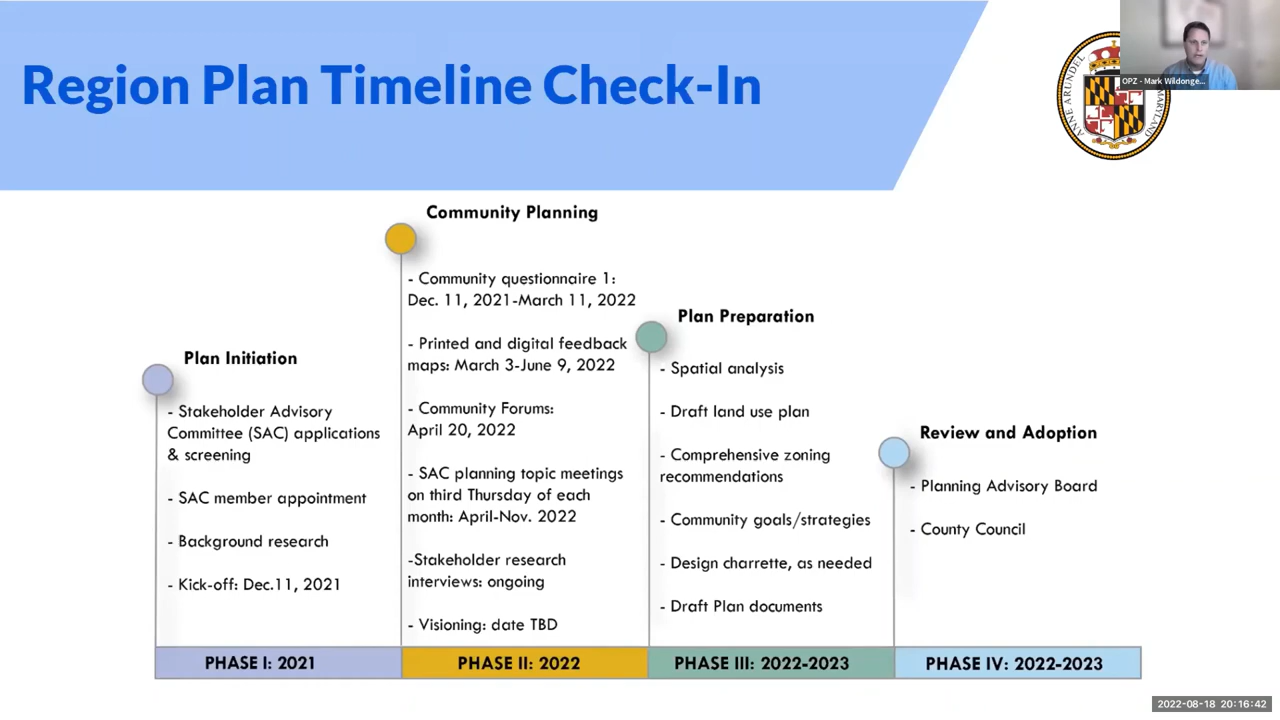 Region Plan Timeline Check-In
ANNE ARUNDEL
MARYLAND
OPZ - Mark Wildonge...
Community Planning
- Community questionnaire 1:
Dec. 11, 2021-March 11, 2022
- Printed and digital feedback
maps: March 3-June 9, 2022
- Community Forums:
April 20, 2022
- SAC planning topic meetings
on third Thursday of each
month: April-Nov. 2022
-Stakeholder research
interviews: ongoing
- Visioning: date TBD
Plan Preparation
- Spatial analysis
- Draft land use plan
- Comprehensive zoning
recommendations
- Community goals/strategies
- Design charrette, as needed
- Draft Plan documents
Plan Initiation
- Stakeholder Advisory
Committee (SAC) applications
& screening
- SAC member appointment
- Background research
- Kick-off: Dec.11, 2021
Review and Adoption
- Planning Advisory Board
- County Council
PHASE I: 2021
PHASE II: 2022
PHASE III: 2022-2023
PHASE IV: 2022-2023
2022-08-18 20:16:42